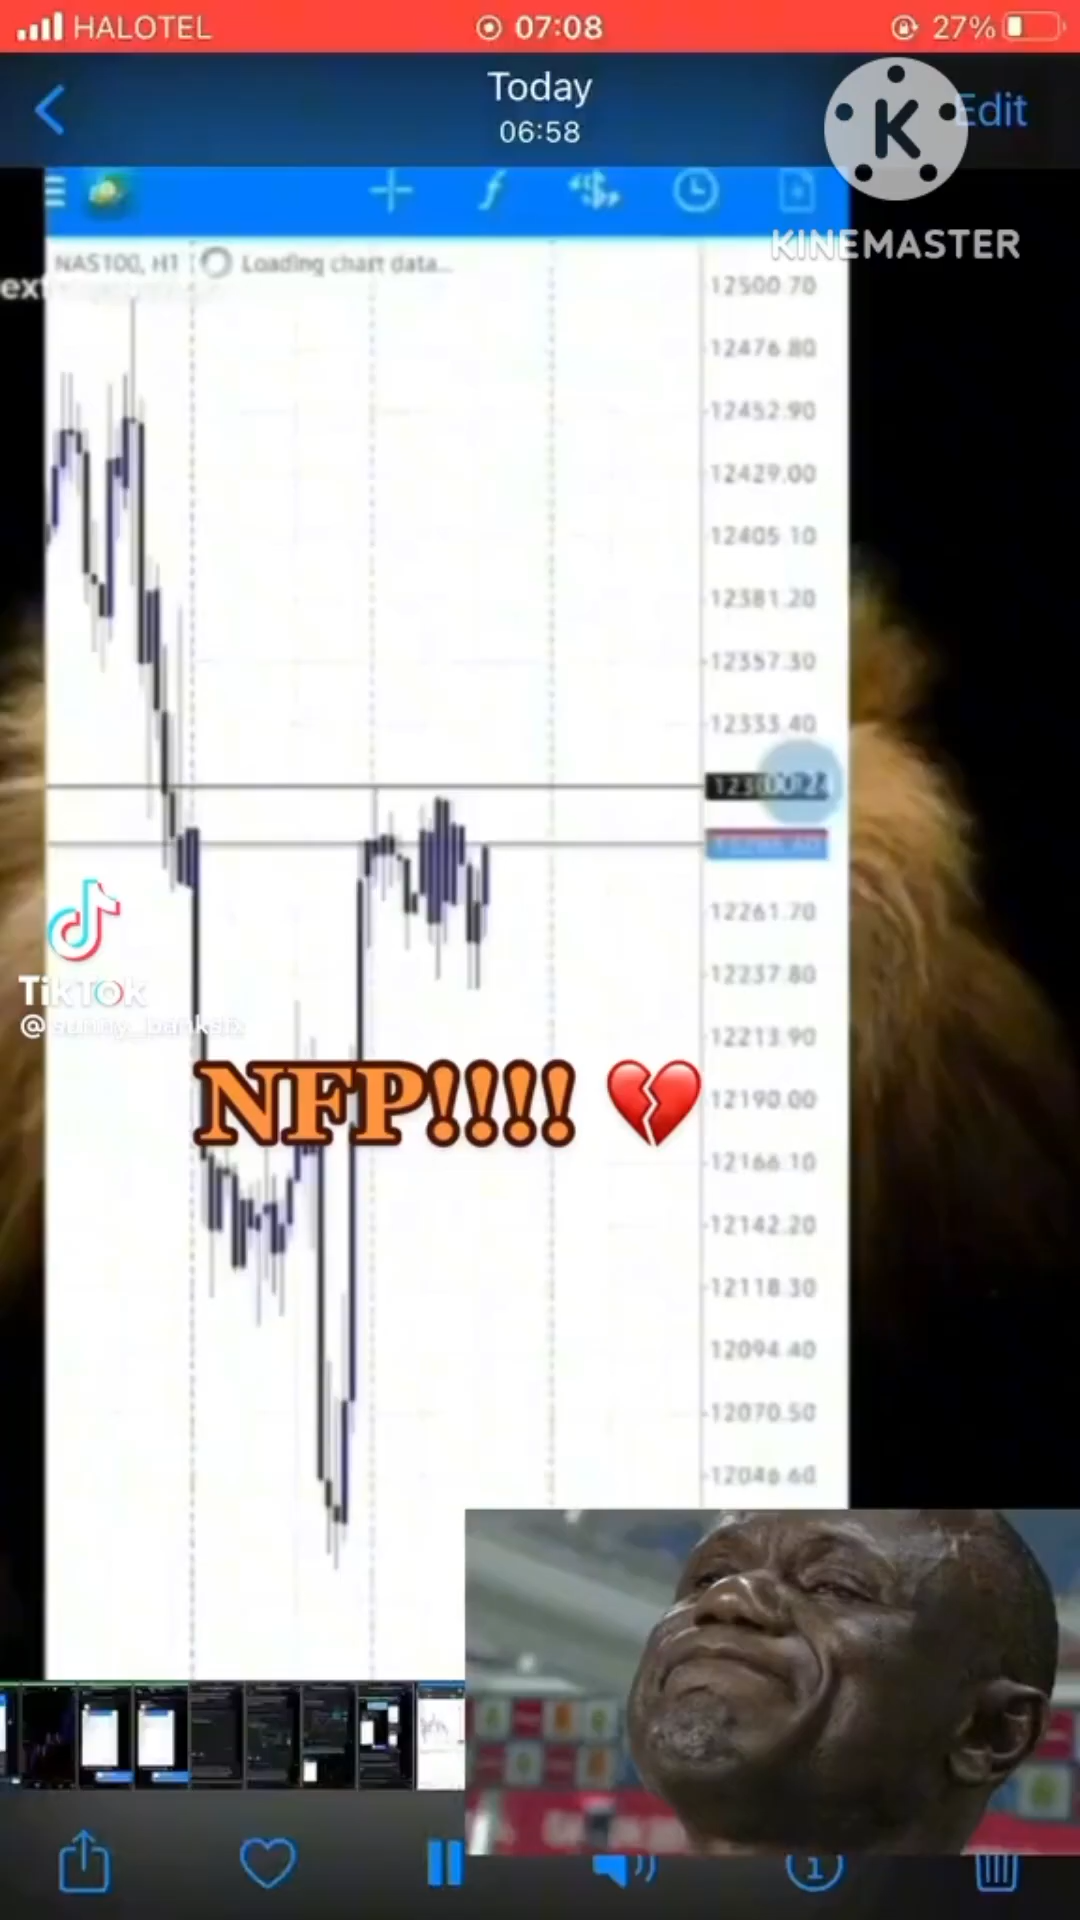 HALOTEL
07:08
27%
Today
06:58
Edit
K
KINEMASTER
NAS100, H1
Loading chart data...
ex
12500.70
12476.80
12452.90
12429.00
12405.10
12381.20
12357.30
12333.40
12261.70
12237.80
12213.90
12190.00
12166.10
12142.20
12118.30
12094.40
12070.50
12046.60
TikTok
@sunny_banksfx
NFP!!!! 💔